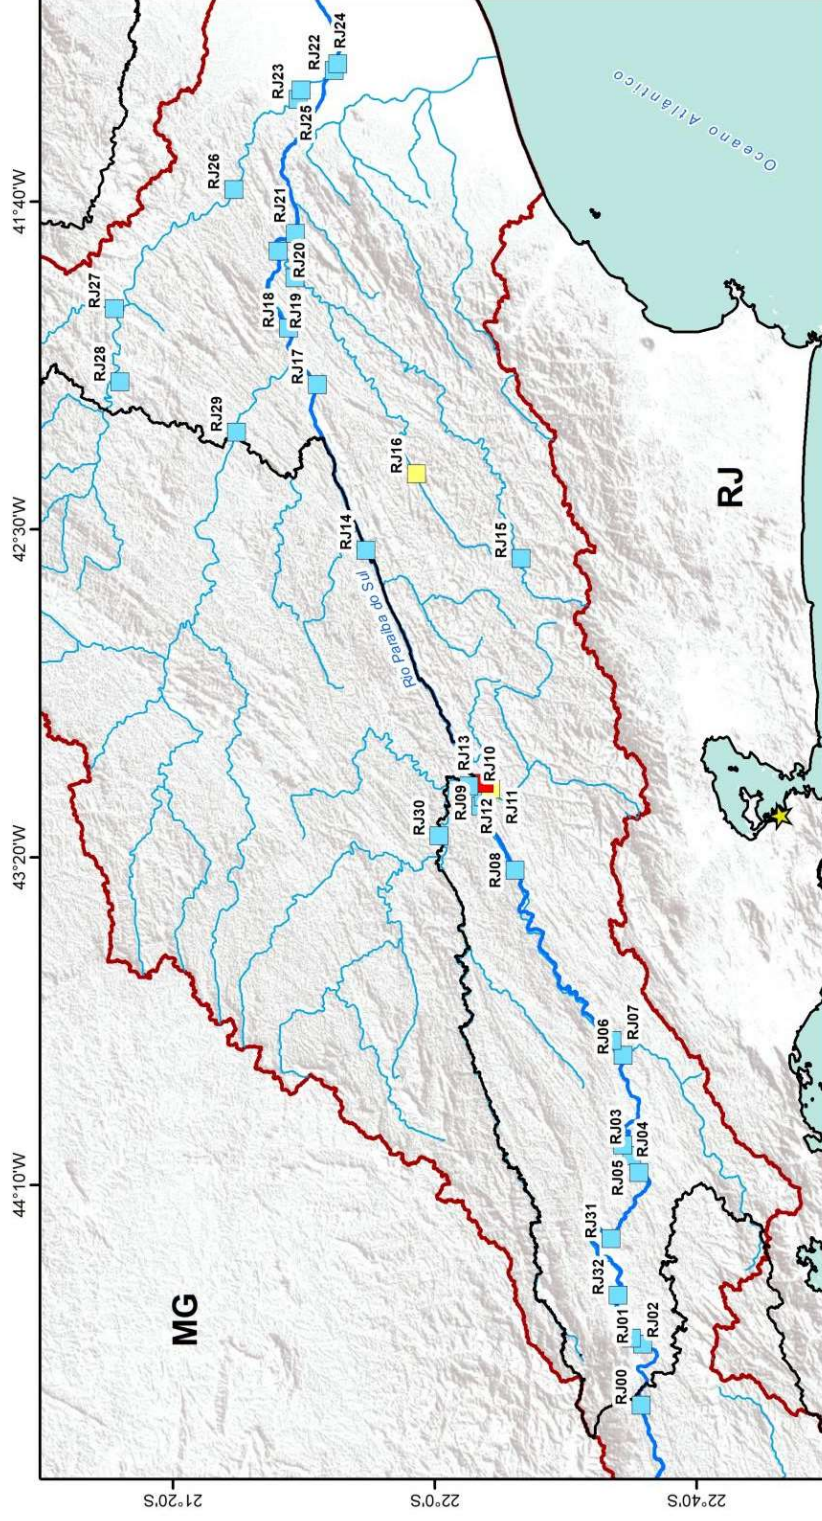 44°10'W
43°20'W
42°30'W
41°40'W
21°20'S
22°0'S
22°40'S
MG
RJ
Oceano Atlântico
Rio Paraíba do Sul
RJ00
RJ01
RJ02
RJ32
RJ31
RJ05
RJ03
RJ04
RJ06
RJ07
RJ08
RJ30
RJ09
RJ12
RJ11
RJ10
RJ13
RJ14
RJ15
RJ16
RJ29
RJ17
RJ28
RJ27
RJ18
RJ19
RJ20
RJ21
RJ26
RJ25
RJ23
RJ22
RJ24